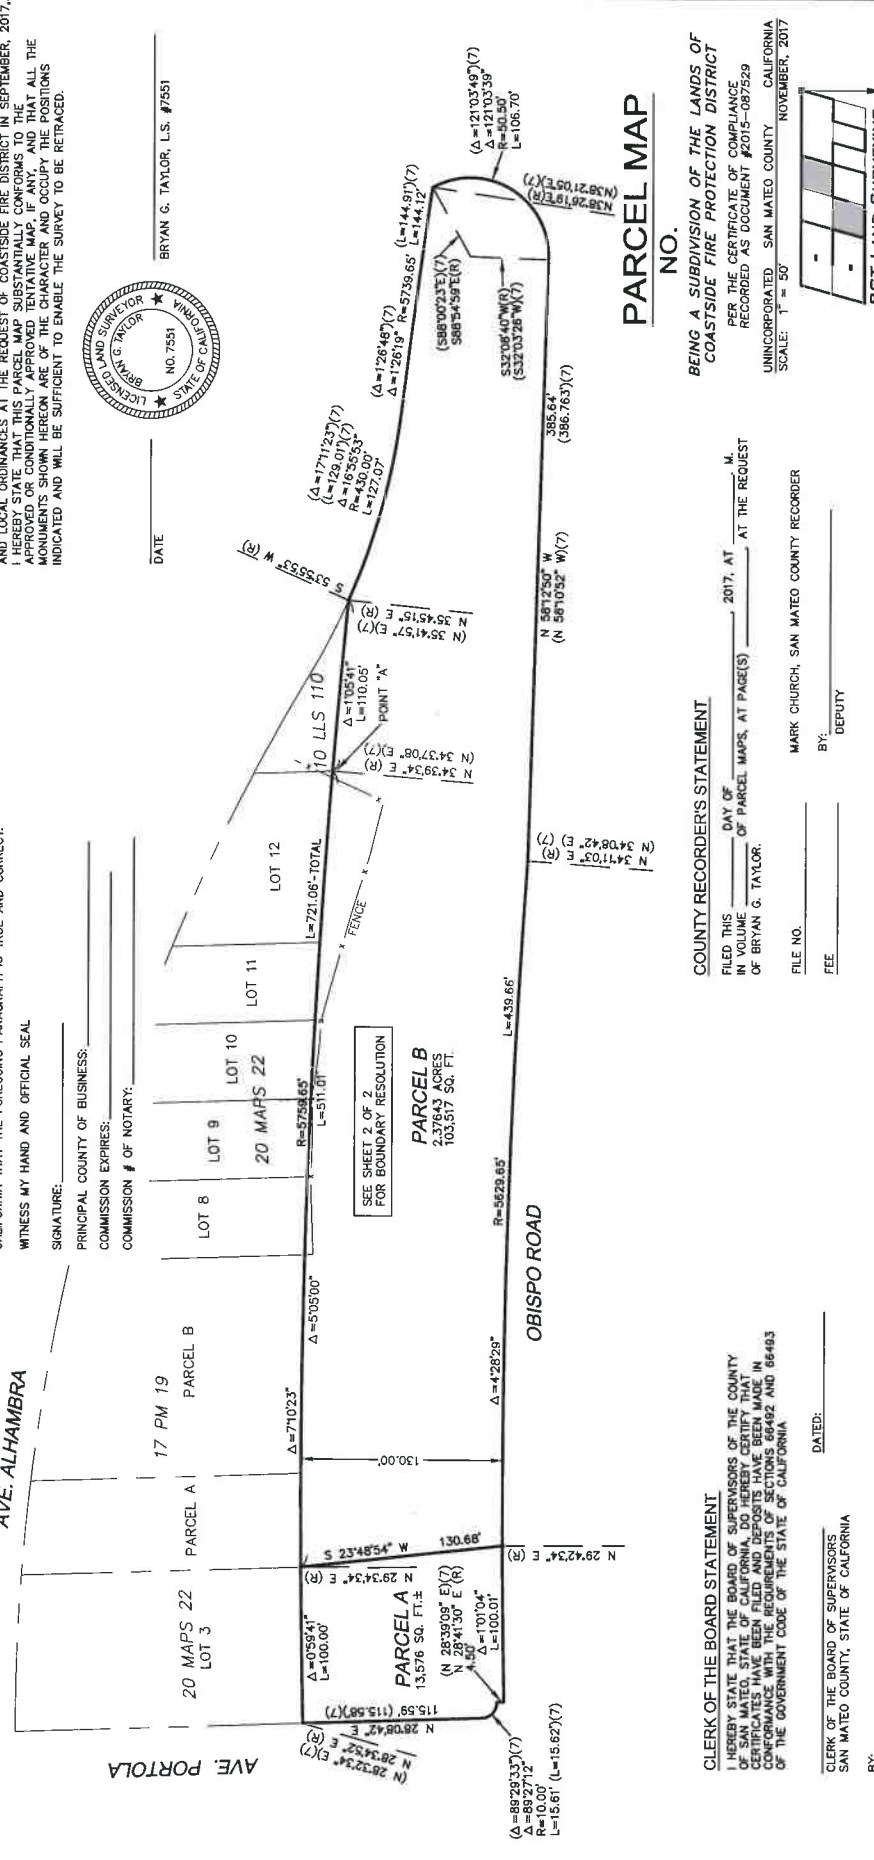 AND LOCAL ORDINANCES AT THE REQUEST OF COASTSIDE FIRE DISTRICT IN SEPTEMBER, 2017.
I HEREBY STATE THAT THIS PARCEL MAP SUBSTANTIALLY CONFORMS TO THE
APPROVED OR CONDITIONALLY APPROVED TENTATIVE MAP, IF ANY, AND THAT ALL THE
MONUMENTS SHOWN HEREON ARE OF THE CHARACTER AND OCCUPY THE POSITIONS
INDICATED AND WILL BE SUFFICIENT TO ENABLE THE SURVEY TO BE RETRACED.
DATE
BRYAN G. TAYLOR, L.S. #7551
LICENSED LAND SURVEYOR
BRYAN G. TAYLOR
NO. 7551
STATE OF CALIFORNIA
WITNESS MY HAND AND OFFICIAL SEAL
SIGNATURE:
PRINCIPAL COUNTY OF BUSINESS:
COMMISSION EXPIRES:
COMMISSION # OF NOTARY:
AVE. ALHAMBRA
AVE. PORTOLA
20 MAPS 22
LOT 3
PARCEL A
17 PM 19
PARCEL B
LOT 8
LOT 9
LOT 10
20 MAPS 22
LOT 11
LOT 12
10 LLS 110
(N 28°32'34" E)(7)
N 28°34'52" E (R)
N 28°08'42" E
115.59' (115.58')(7)
Δ=0°59'41"
L=100.00'
N 29°34'34" E (R)
S 23°48'54" W
130.68'
PARCEL A
13,576 SQ. FT.±
(N 28°39'09" E)(7)
N 28°41'30" E (R)
4.50'
Δ=1°01'04"
L=100.01'
(Δ=89°29'33")(7)
Δ=89°27'12"
R=10.00'
L=15.61' (L=15.62')(7)
N 29°42'34" E (R)
130.00'
Δ=7°10'23"
Δ=5°05'00"
R=5759.65'
L=511.01'
L=721.06'-TOTAL
FENCE
SEE SHEET 2 OF 2
FOR BOUNDARY RESOLUTION
PARCEL B
2.37643 ACRES
103,517 SQ. FT.
Δ=4°28'29"
R=5629.65'
L=439.66'
OBISPO ROAD
N 34°11'03" E (R)
(N 34°08'42" E) (7)
POINT "A"
N 34°39'34" E (R)
(N 34°37'08" E)(7)
Δ=1°05'41"
L=110.05'
N 35°45'15" E (R)
(N 35°41'57" E)(7)
S 53°55'53" W (R)
(Δ=17°11'23")(7)
(L=129.01')(7)
Δ=16°55'53"
R=430.00'
L=127.07'
(Δ=1°26'48")(7)
Δ=1°26'19"
R=5739.65'
(L=144.91')(7)
L=144.12'
(S88°00'23"E)(7)
S88°54'59"E(R)
S32°08'40"W(R)
(S32°03'26"W)(7)
N38°26'19"E(R)
(N38°21'05"E)(7)
(Δ=121°03'49")(7)
Δ=121°03'39"
R=50.50'
L=106.70'
N 58°12'50" W
(N 58°10'52" W)(7)
385.64'
(386.763')(7)
PARCEL MAP
NO.
BEING A SUBDIVISION OF THE LANDS OF
COASTSIDE FIRE PROTECTION DISTRICT
PER THE CERTIFICATE OF COMPLIANCE
RECORDED AS DOCUMENT #2015-087529
UNINCORPORATED SAN MATEO COUNTY CALIFORNIA
SCALE: 1" = 50' NOVEMBER, 2017
COUNTY RECORDER'S STATEMENT
FILED THIS DAY OF 2017, AT M.
IN VOLUME OF PARCEL MAPS, AT PAGE(S) AT THE REQUEST
OF BRYAN G. TAYLOR.
FILE NO.
MARK CHURCH, SAN MATEO COUNTY RECORDER
FEE
BY:
DEPUTY
CLERK OF THE BOARD STATEMENT
I HEREBY STATE THAT THE BOARD OF SUPERVISORS OF THE COUNTY
OF SAN MATEO, STATE OF CALIFORNIA, DO HEREBY CERTIFY THAT
CERTIFICATES HAVE BEEN FILED AND DEPOSITS HAVE BEEN MADE IN
CONFORMANCE WITH THE REQUIREMENTS OF SECTIONS 66492 AND 66493
OF THE GOVERNMENT CODE OF THE STATE OF CALIFORNIA
CLERK OF THE BOARD OF SUPERVISORS
SAN MATEO COUNTY, STATE OF CALIFORNIA
DATED:
BY: